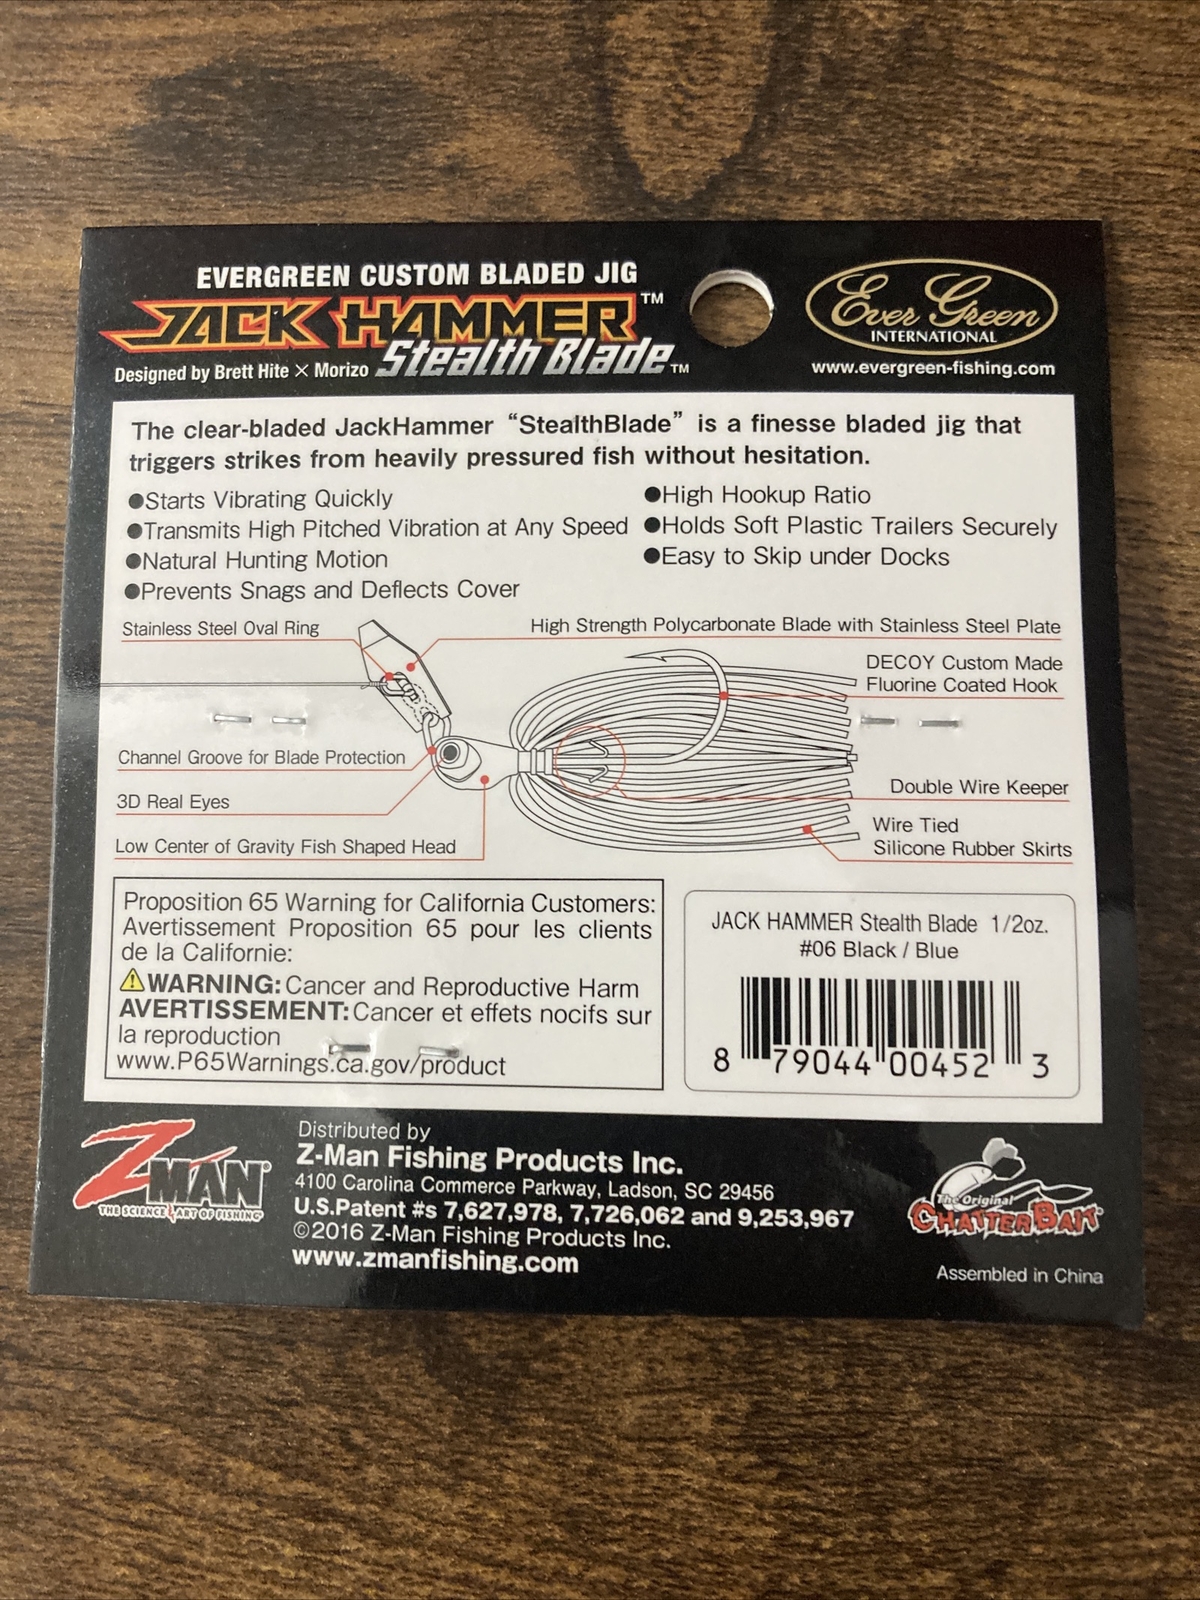 EVERGREEN CUSTOM BLADED JIG
JACK HAMMER™
Stealth Blade™
Designed by Brett Hite × Morizo
Ever Green
INTERNATIONAL
www.evergreen-fishing.com
The clear-bladed JackHammer “StealthBlade” is a finesse bladed jig that
triggers strikes from heavily pressured fish without hesitation.
●Starts Vibrating Quickly
●Transmits High Pitched Vibration at Any Speed
●Natural Hunting Motion
●Prevents Snags and Deflects Cover
●High Hookup Ratio
●Holds Soft Plastic Trailers Securely
●Easy to Skip under Docks
Stainless Steel Oval Ring
High Strength Polycarbonate Blade with Stainless Steel Plate
DECOY Custom Made
Fluorine Coated Hook
Channel Groove for Blade Protection
3D Real Eyes
Double Wire Keeper
Low Center of Gravity Fish Shaped Head
Wire Tied
Silicone Rubber Skirts
Proposition 65 Warning for California Customers:
Avertissement Proposition 65 pour les clients
de la Californie:
⚠WARNING: Cancer and Reproductive Harm
AVERTISSEMENT: Cancer et effets nocifs sur
la reproduction
www.P65Warnings.ca.gov/product
JACK HAMMER Stealth Blade 1/2oz.
#06 Black / Blue
8 79044 00452 3
Z-MAN®
THE SCIENCE & ART OF FISHING
Distributed by
Z-Man Fishing Products Inc.
4100 Carolina Commerce Parkway, Ladson, SC 29456
U.S.Patent #s 7,627,978, 7,726,062 and 9,253,967
©2016 Z-Man Fishing Products Inc.
www.zmanfishing.com
The Original
CHATTERBAIT®
Assembled in China